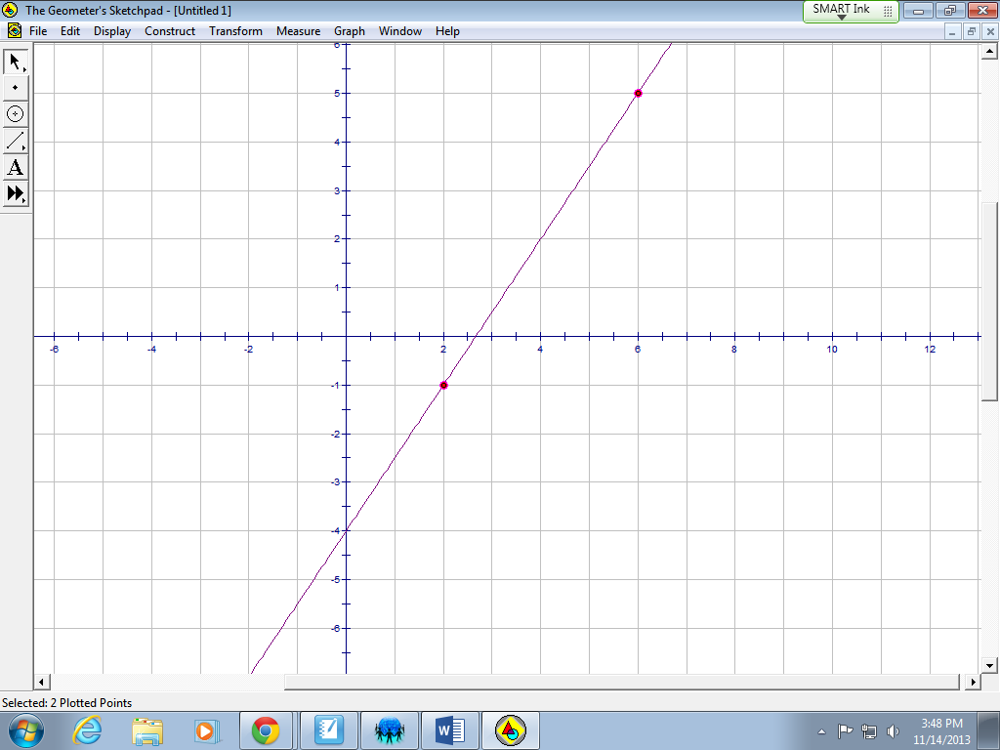 The Geometer's Sketchpad - [Untitled 1]
SMART Ink
File Edit Display Construct Transform Measure Graph Window Help
A
6
5
4
3
2
1
-6 -4 -2 2 4 6 8 10 12
-1
-2
-3
-4
-5
-6
Selected: 2 Plotted Points
W
3:48 PM
11/14/2013